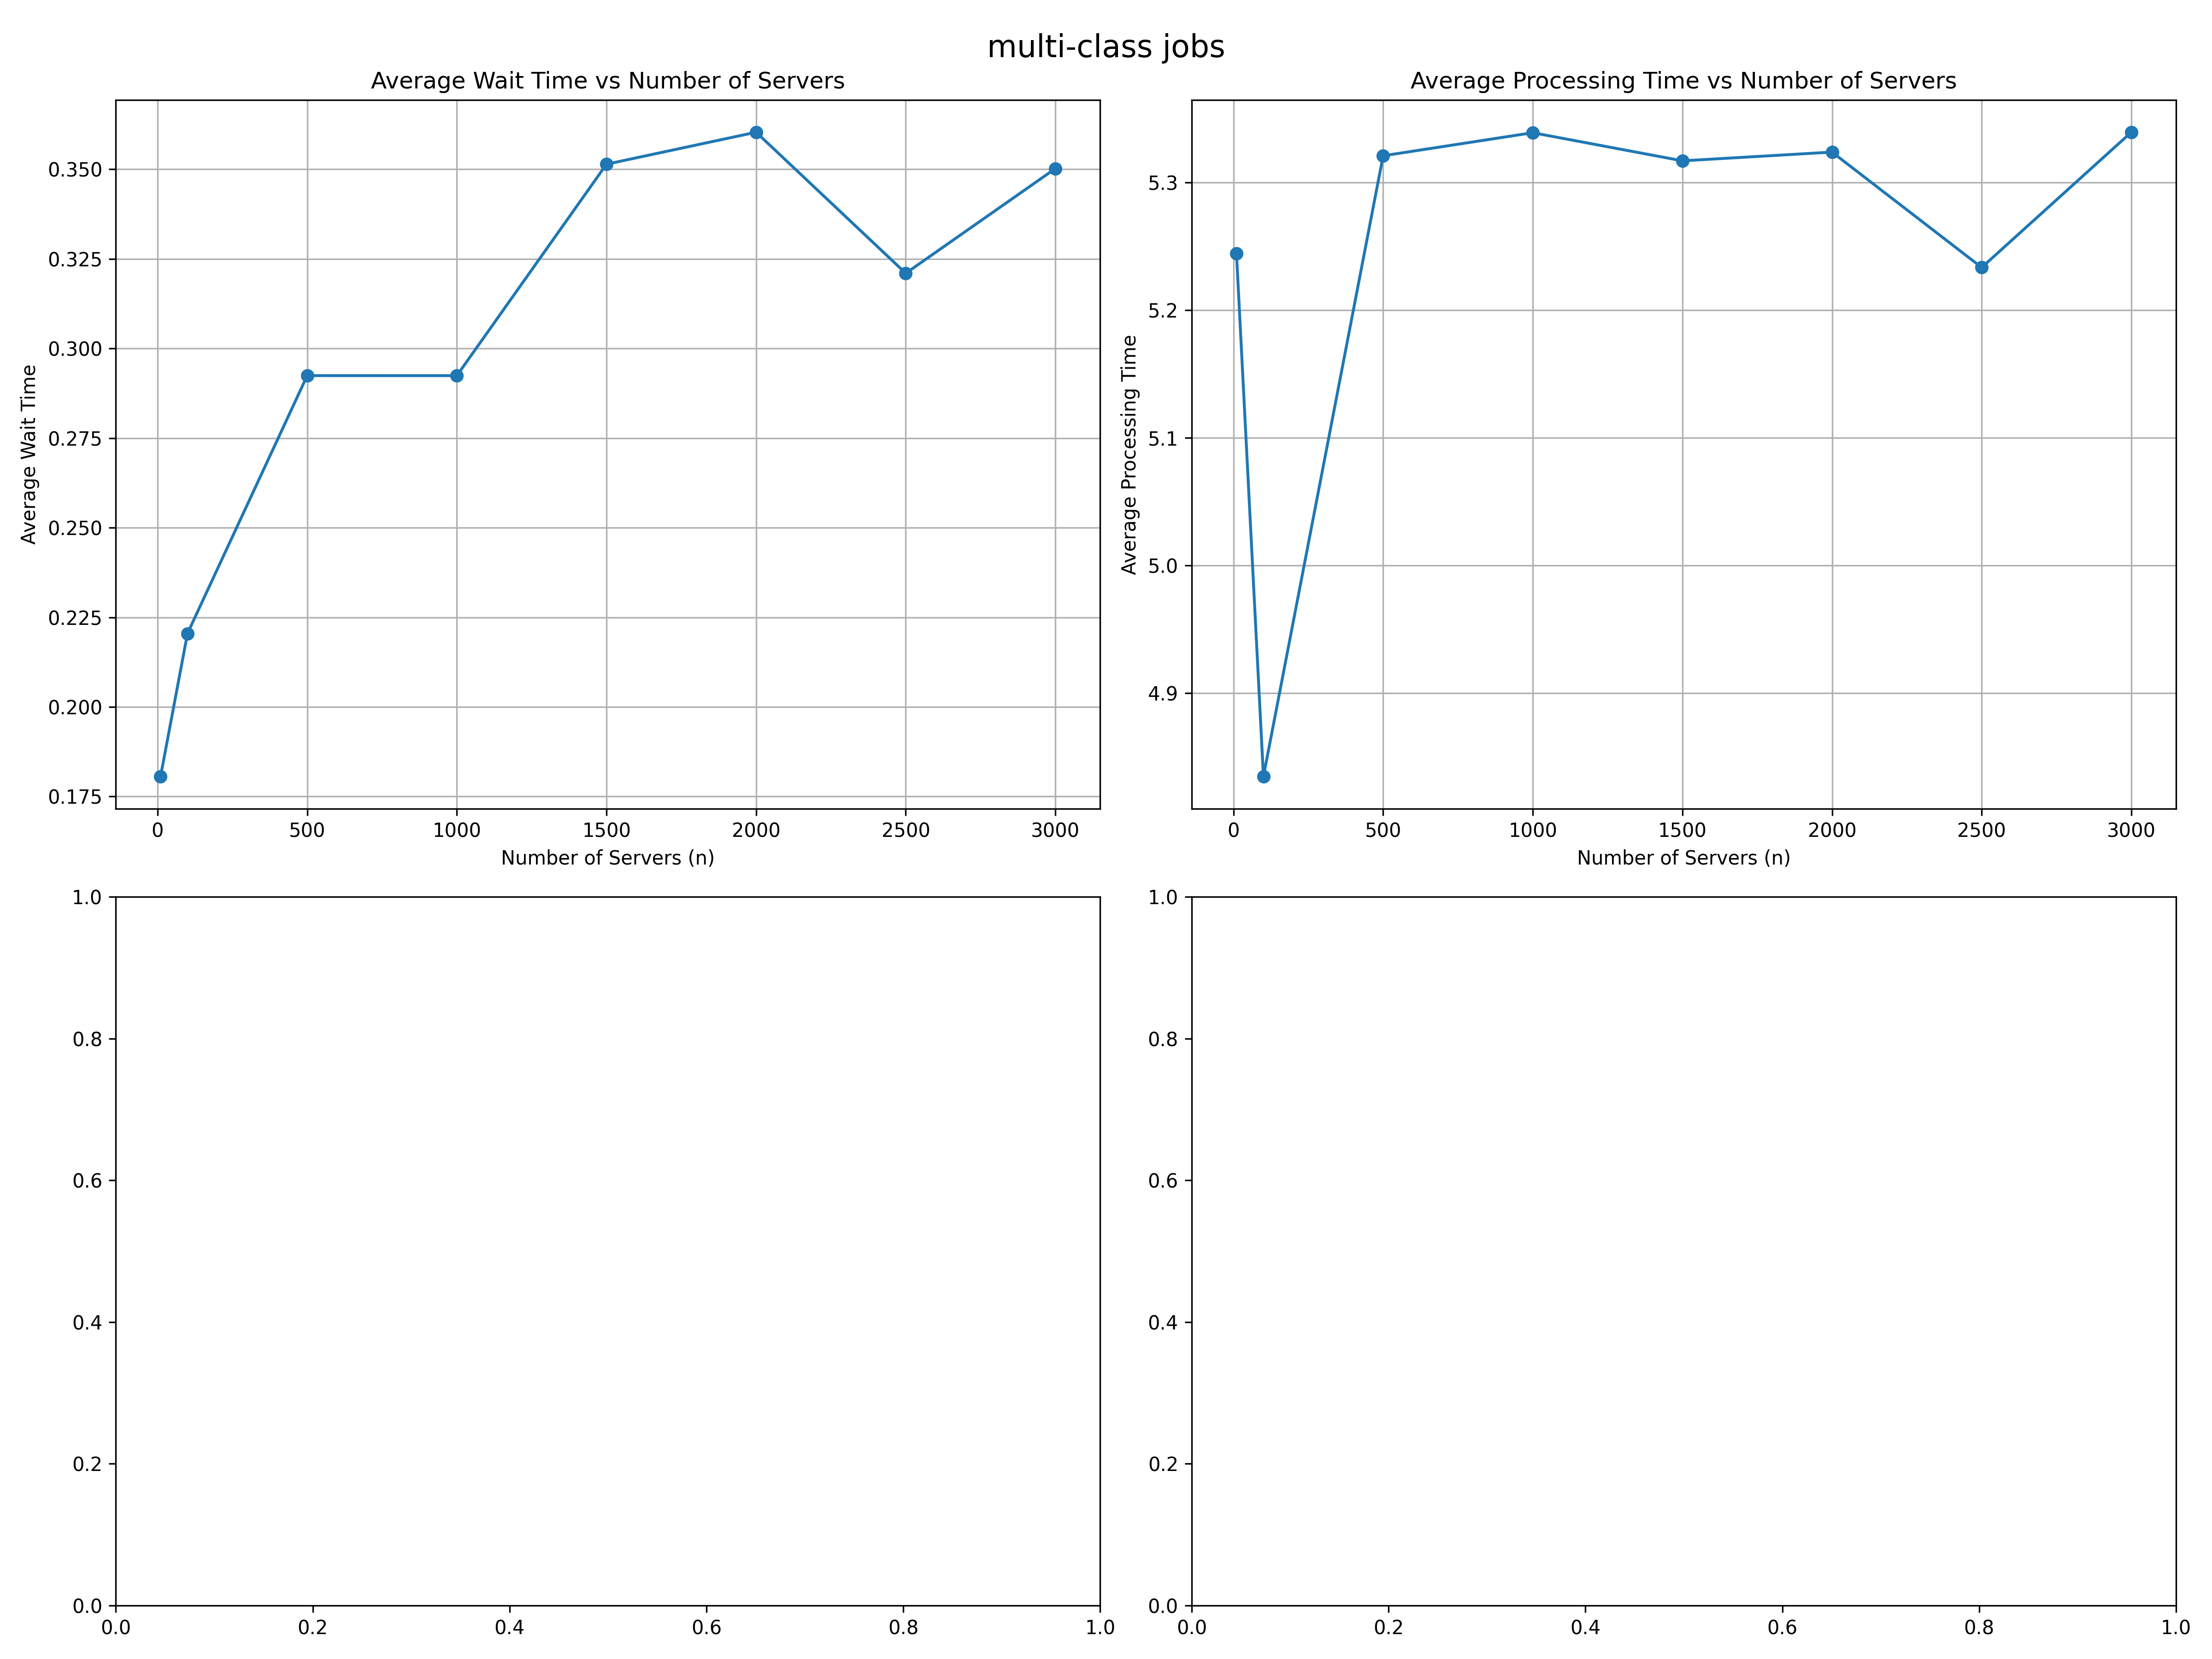 multi-class jobs
Average Wait Time vs Number of Servers
Average Wait Time
0.350
0.325
0.300
0.275
0.250
0.225
0.200
0.175
0 500 1000 1500 2000 2500 3000
Number of Servers (n)
Average Processing Time vs Number of Servers
Average Processing Time
5.3
5.2
5.1
5.0
4.9
0 500 1000 1500 2000 2500 3000
Number of Servers (n)
1.0
0.8
0.6
0.4
0.2
0.0
0.0 0.2 0.4 0.6 0.8 1.0
1.0
0.8
0.6
0.4
0.2
0.0
0.0 0.2 0.4 0.6 0.8 1.0